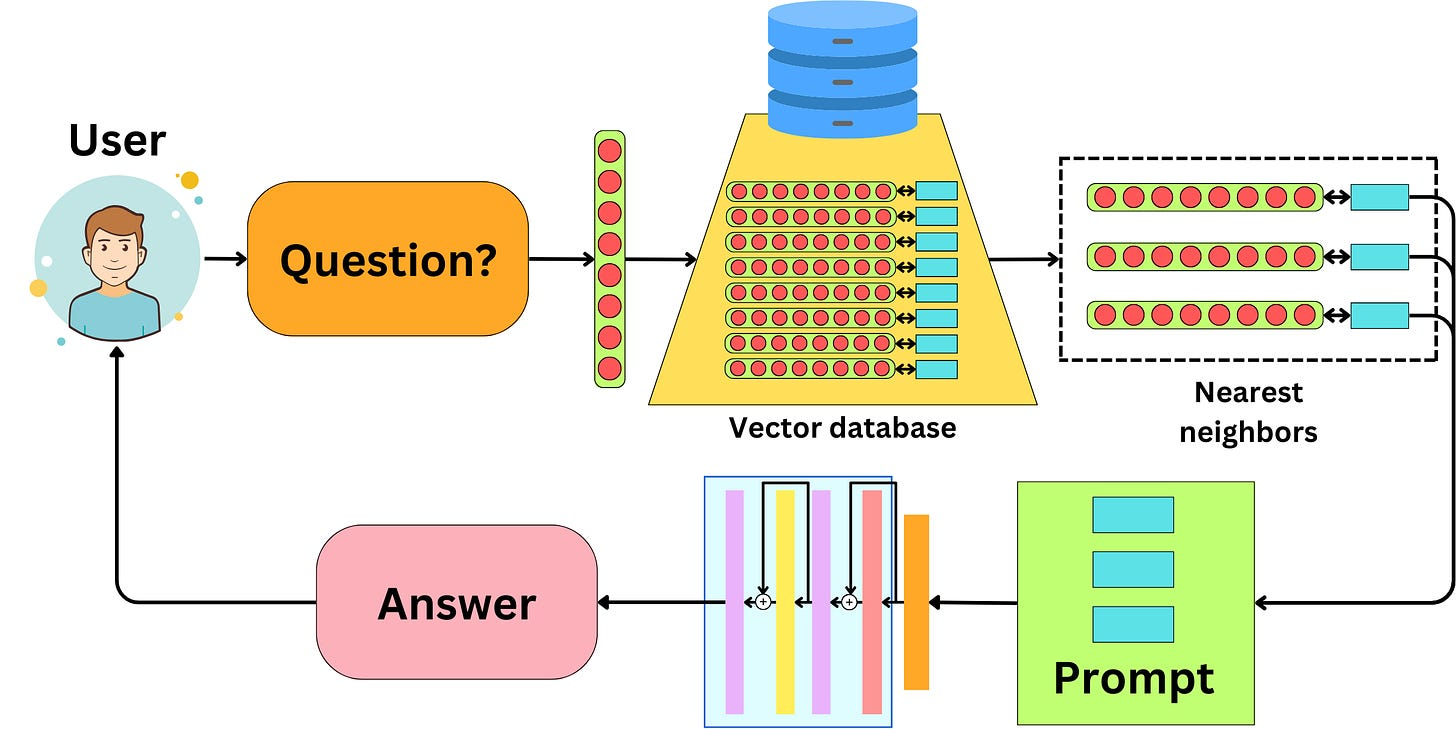 User
Question?
Vector database
Nearest
neighbors
Answer
Prompt